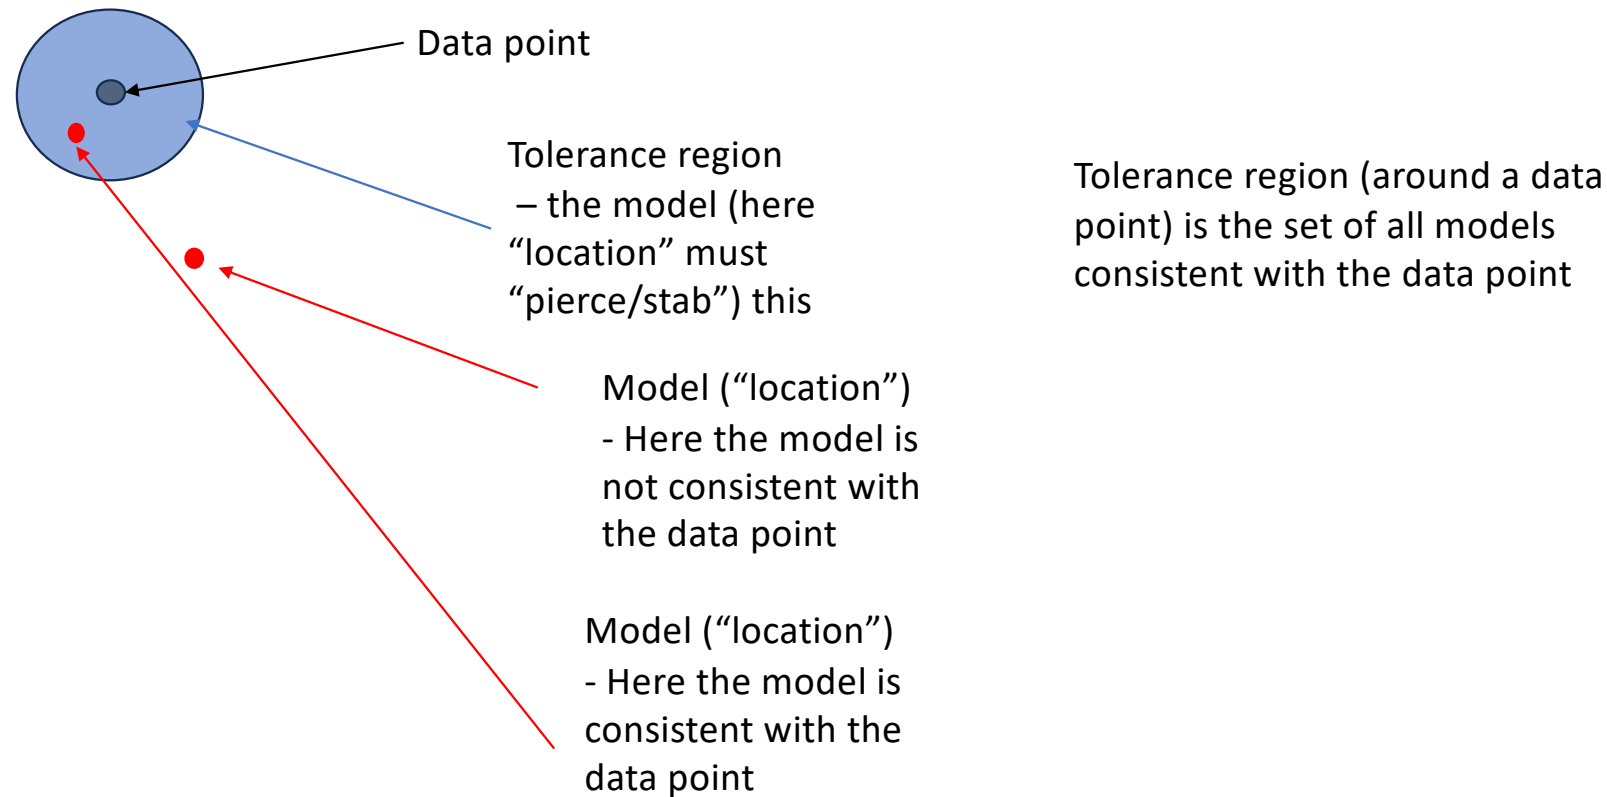 Data point
Tolerance region
– the model (here
“location” must
“pierce/stab”) this
Tolerance region (around a data
point) is the set of all models
consistent with the data point
Model (“location”)
- Here the model is
not consistent with
the data point
Model (“location”)
- Here the model is
consistent with the
data point